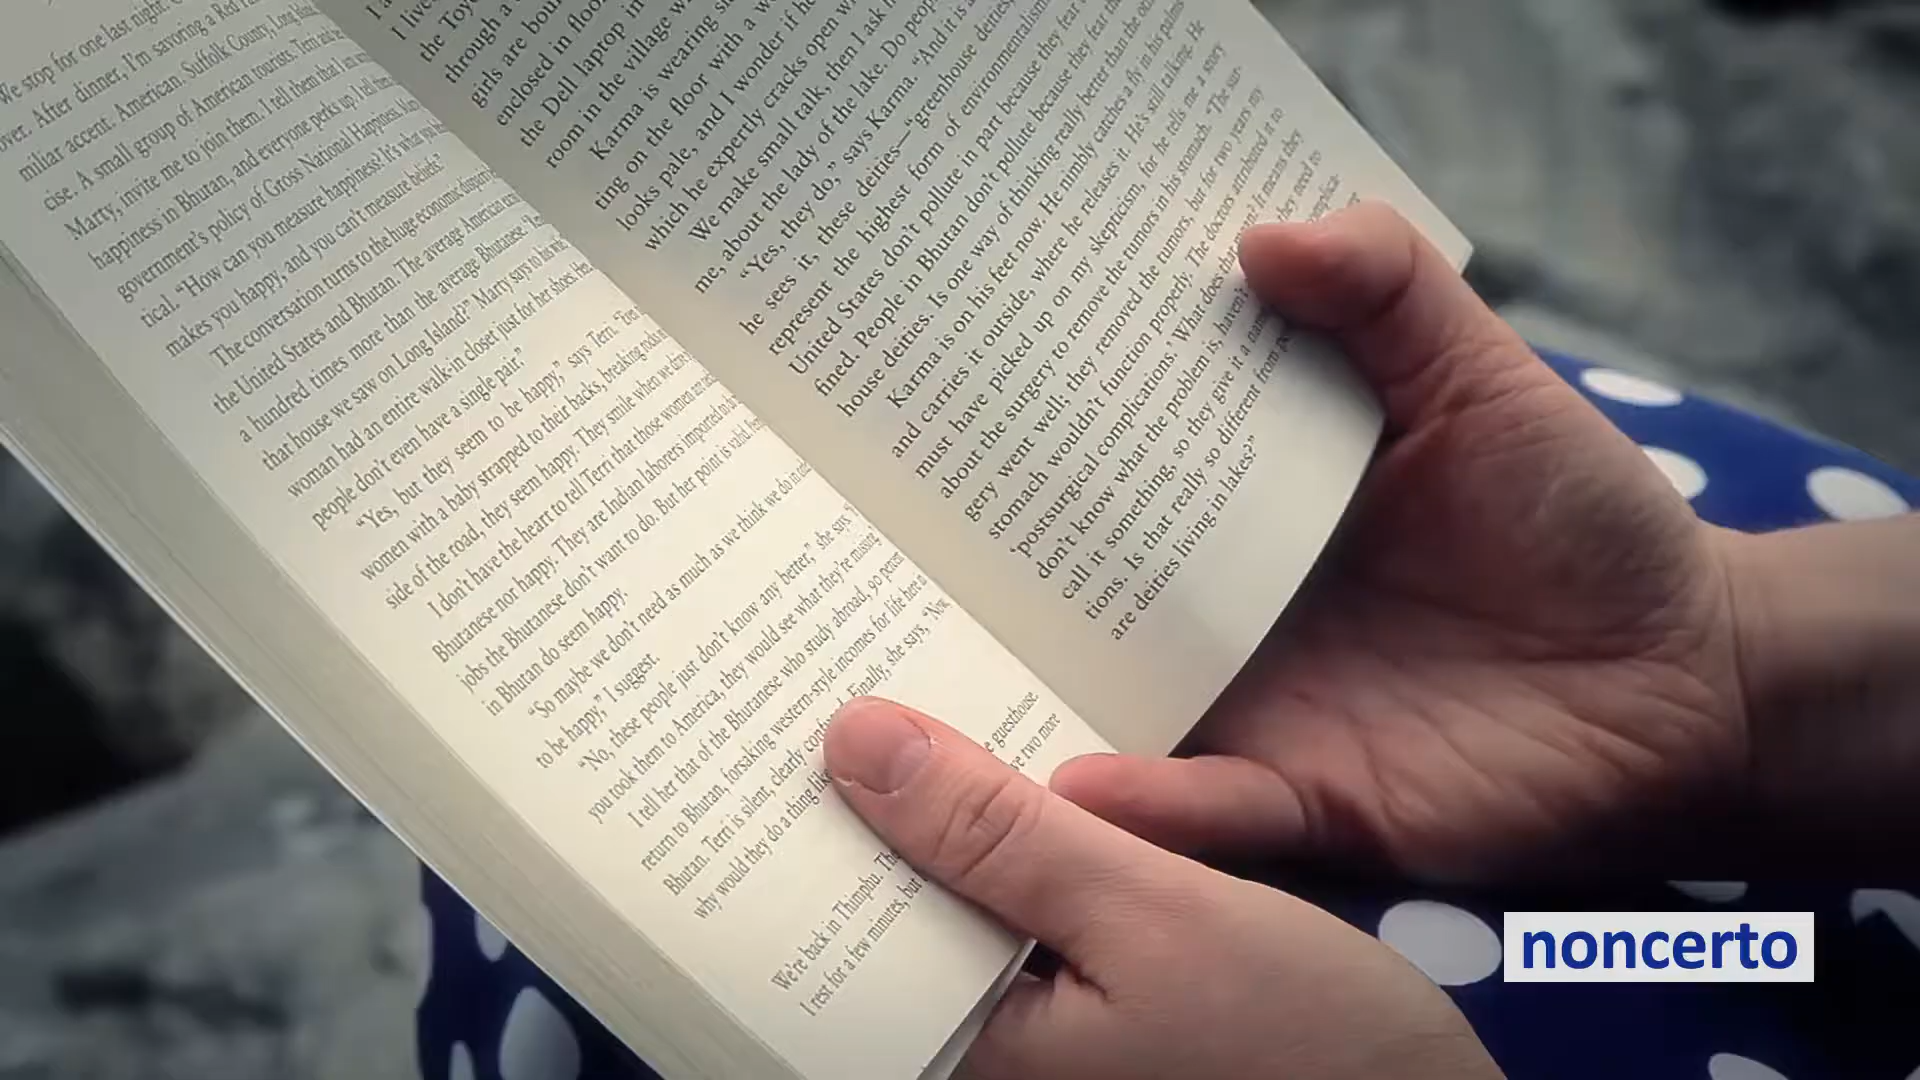 We stop for one last night.
over. After dinner, I'm savoring a Red
miliar accent. American. Suffolk County, Long
cise. A small group of American tourists. Terri and
Marty, invite me to join them. I tell them that I am
happiness in Bhutan, and everyone perks up. I tell
government's policy of Gross National Happiness.
tical. "How can you measure happiness? It's what
makes you happy, and you can't measure beliefs."
The conversation turns to the huge economic
the United States and Bhutan. The average American
a hundred times more than the average Bhutanese.
that house we saw on Long Island?" Marty says to his
woman had an entire walk-in closet just for her shoes.
people don't even have a single pair."
"Yes, but they seem to be happy," says Terri.
women with a baby strapped to their backs, breaking
side of the road, they seem happy. They smile when we
I don't have the heart to tell Terri that those women are
Bhutanese nor happy. They are Indian laborers imported to
jobs the Bhutanese don't want to do. But her point is valid.
in Bhutan do seem happy.
"So maybe we don't need as much as we think we do in
to be happy," I suggest.
"No, these people just don't know any better," she says.
you took them to America, they would see what they're missing
I tell her that of the Bhutanese who study abroad, 90 percent
return to Bhutan, forsaking western-style incomes for life here in
Bhutan. Terri is silent, clearly Finally, she says, "Now,
why would they do a thing
We're back in Thimphu. guesthouse.
I rest for a few minutes, but two more
I
I
the Toy
through a
girls are
enclosed in
the Dell laptop in
room in the village
Karma is wearing
ting on the floor with a
looks pale, and I wonder if he
which he expertly cracks open
We make small talk, then I ask
me, about the lady of the lake. Do
"Yes, they do," says Karma. "And it is
he sees it, these deities—"greenhouse deities,
represent the highest form of environmentalism.
United States don't pollute in part because they fear
fined. People in Bhutan don't pollute because they fear the
house deities. Is one way of thinking really better than the
Karma is on his feet now. He nimbly catches a fly in his palms
and carries it outside, where he releases it. He's still talking. He
must have picked up on my skepticism, for he tells me a story
about the surgery to remove the tumors in his stomach. "The sur-
gery went well; they removed the tumors, but for two years my
stomach wouldn't function properly. The doctors attributed it to
'postsurgical complications.' What does that It means they
don't know what the problem is, haven't they need to
call it something, so they give it a
tions. Is that really so different from
are deities living in lakes?"
noncerto